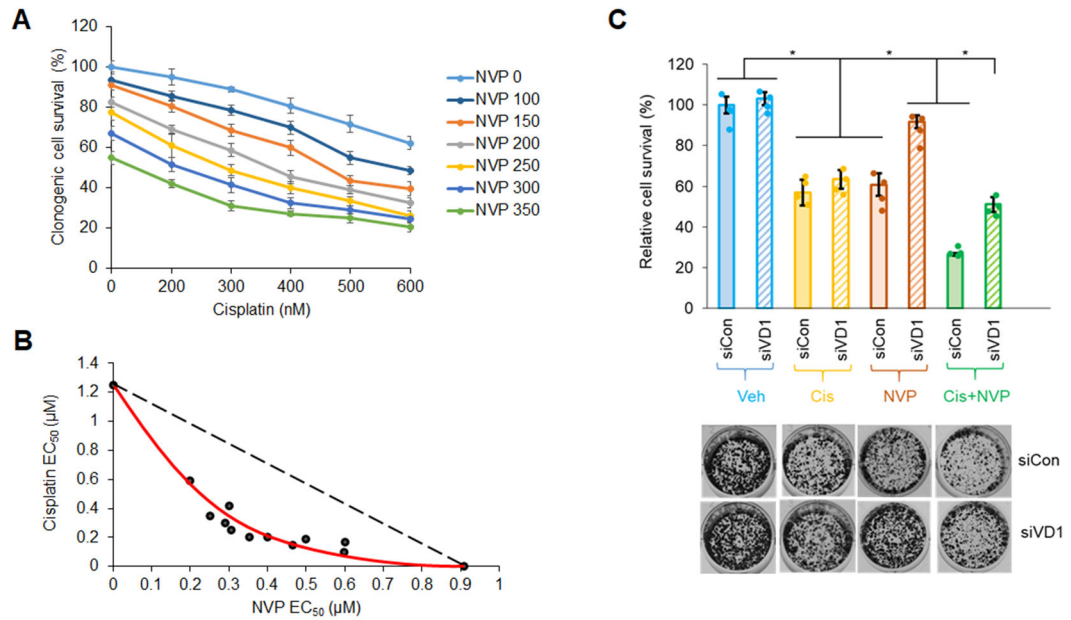 A
120
100
80
60
40
20
0
Clonogenic cell survival (%)
0 200 300 400 500 600
Cisplatin (nM)
NVP 0
NVP 100
NVP 150
NVP 200
NVP 250
NVP 300
NVP 350
B
1.4
1.2
1
0.8
0.6
0.4
0.2
0
Cisplatin EC50 (µM)
0 0.1 0.2 0.3 0.4 0.5 0.6 0.7 0.8 0.9 1
NVP EC50 (µM)
C
* * *
120
100
80
60
40
20
0
Relative cell survival (%)
siCon siVD1 siCon siVD1 siCon siVD1 siCon siVD1
Veh Cis NVP Cis+NVP
siCon
siVD1